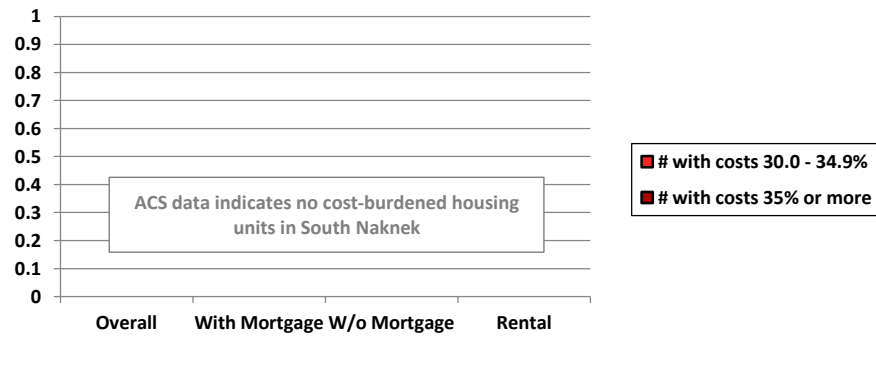 1
0.9
0.8
0.7
0.6
0.5
0.4
0.3
0.2
0.1
0
ACS data indicates no cost-burdened housing
units in South Naknek
Overall With Mortgage W/o Mortgage Rental
# with costs 30.0 - 34.9%
# with costs 35% or more